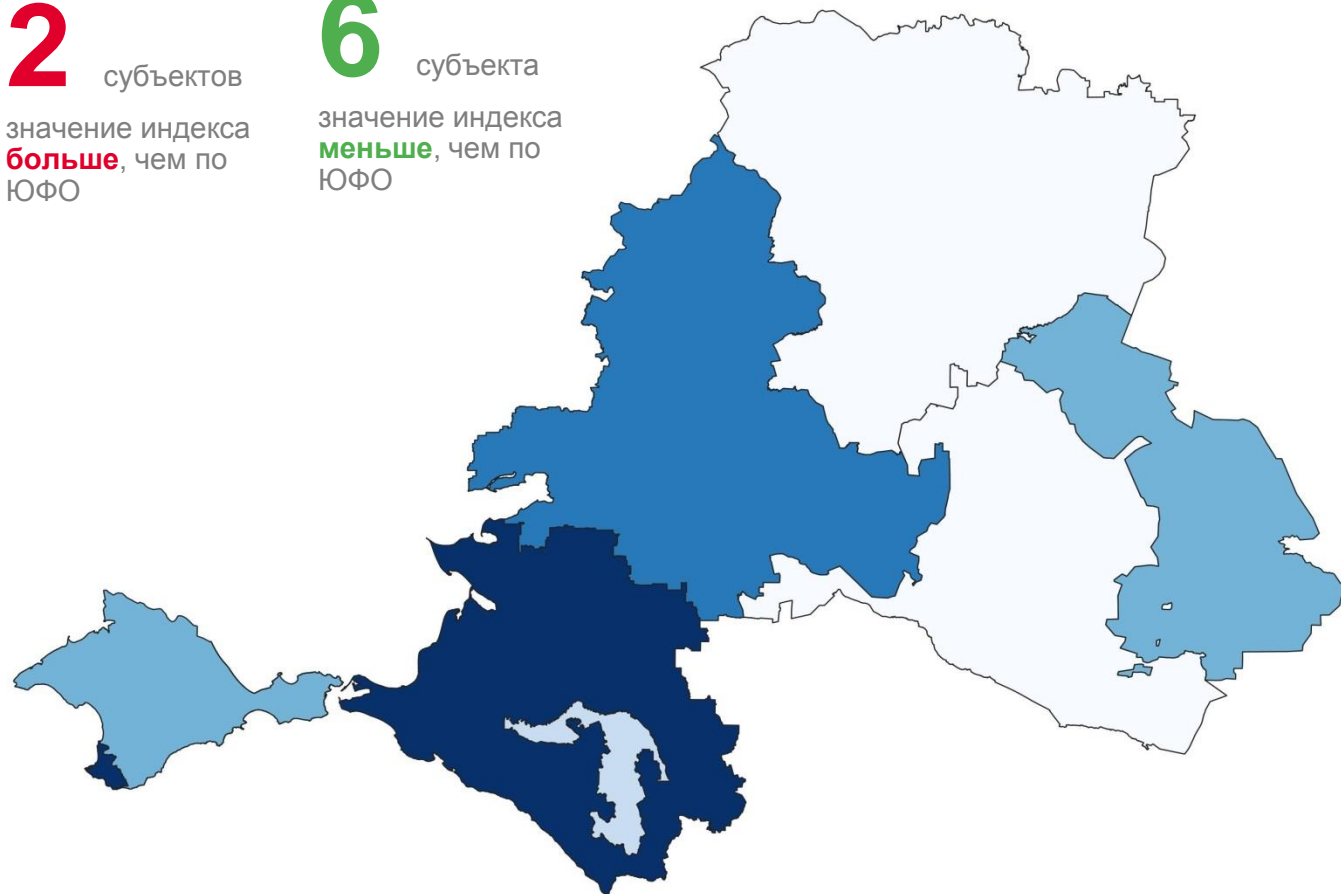 2 субъектов
значение индекса
больше, чем по
ЮФО
6 субъекта
значение индекса
меньше, чем по
ЮФО